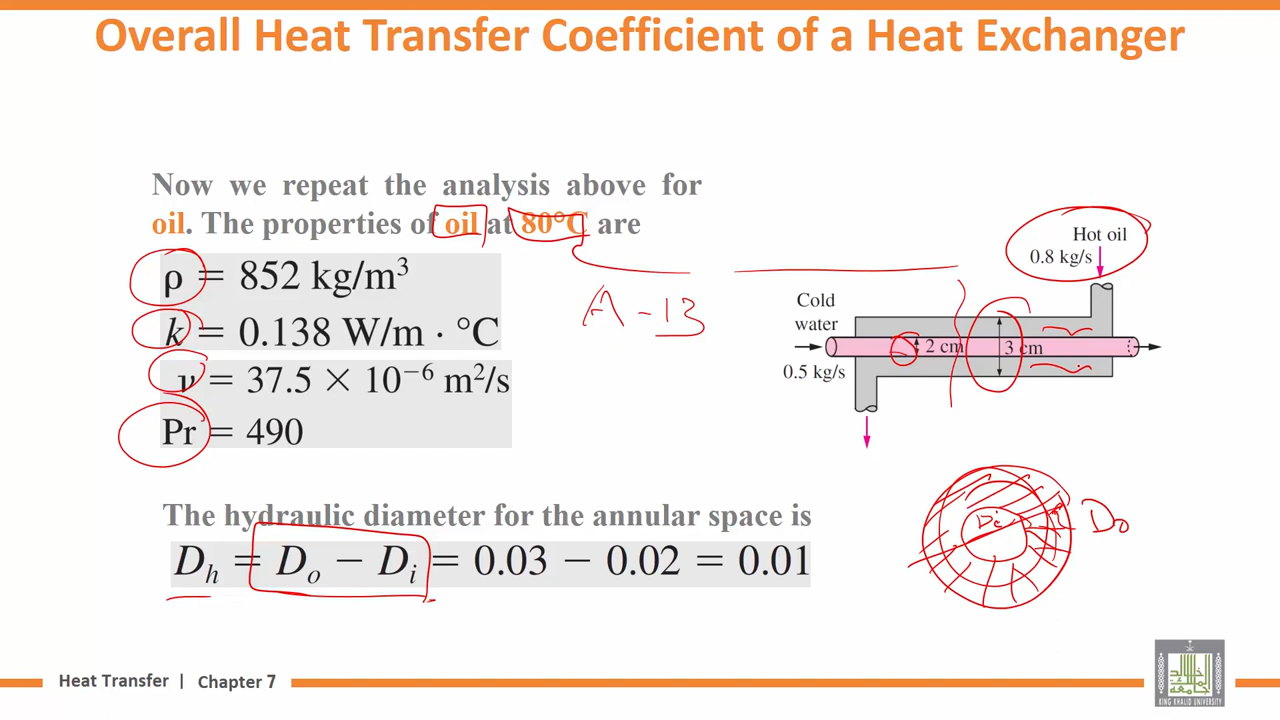 Overall Heat Transfer Coefficient of a Heat Exchanger
Now we repeat the analysis above for
oil. The properties of oil at 80°C are
ρ = 852 kg/m³
k = 0.138 W/m · °C
ν = 37.5 × 10⁻⁶ m²/s
Pr = 490
A-13
The hydraulic diameter for the annular space is
Dₕ = Dₒ − Dᵢ = 0.03 − 0.02 = 0.01
Hot oil
0.8 kg/s
Cold
water
2 cm
3 cm
0.5 kg/s
Di
Do
Heat Transfer | Chapter 7
KING KHALID UNIVERSITY